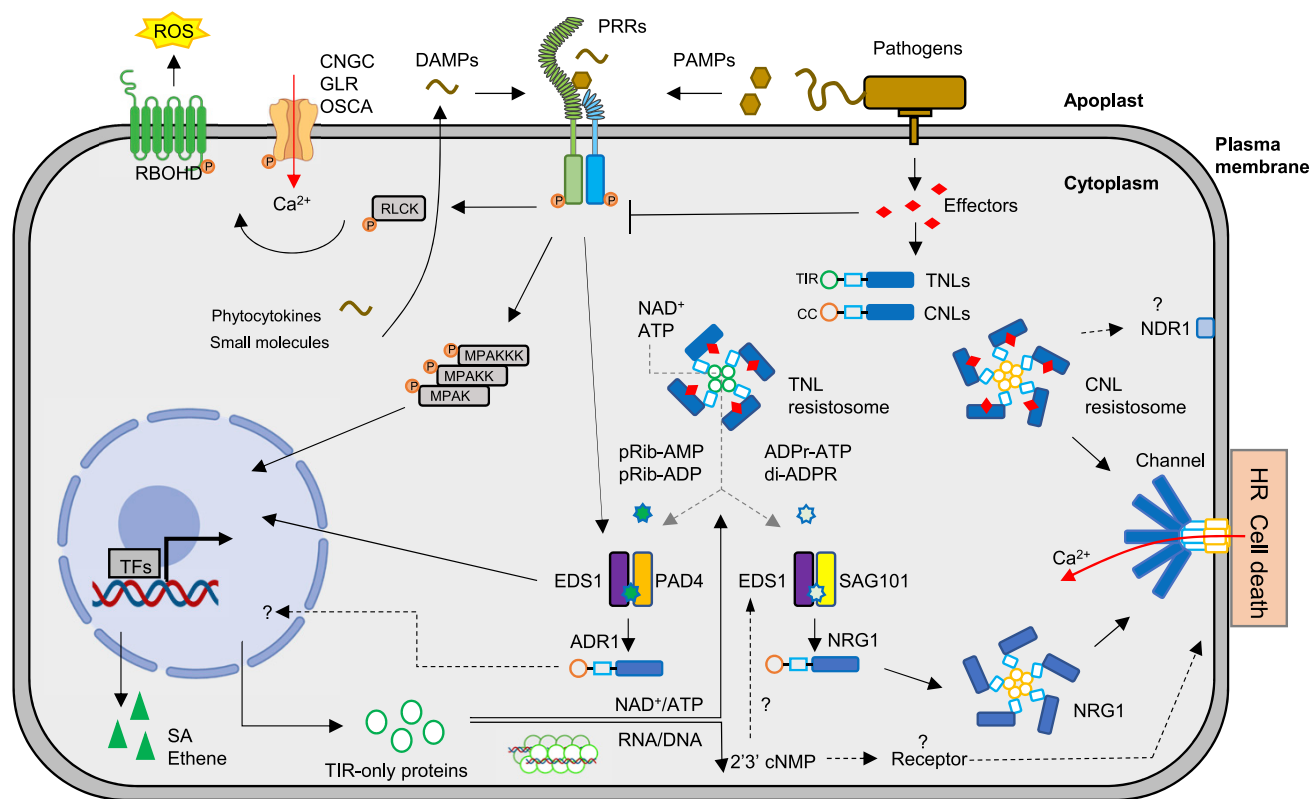 ROS
CNGC
GLR
OSCA
DAMPs
PRRs
PAMPs
Pathogens
Apoplast
Plasma
membrane
Cytoplasm
RBOHD
P
P
Ca²⁺
RLCK
P
P
P
Effectors
TIR
TNLs
CC
CNLs
Phytocytokines
Small molecules
NAD⁺
ATP
?
NDR1
P
MPAKKK
P
MPAKK
P
MPAK
TNL
resistosome
CNL
resistosome
pRib-AMP
pRib-ADP
ADPr-ATP
di-ADPR
Channel
HR Cell death
Ca²⁺
TFs
EDS1
PAD4
EDS1
SAG101
?
ADR1
NRG1
NRG1
SA
Ethene
TIR-only proteins
NAD⁺/ATP
RNA/DNA
?
2'3' cNMP
?
Receptor